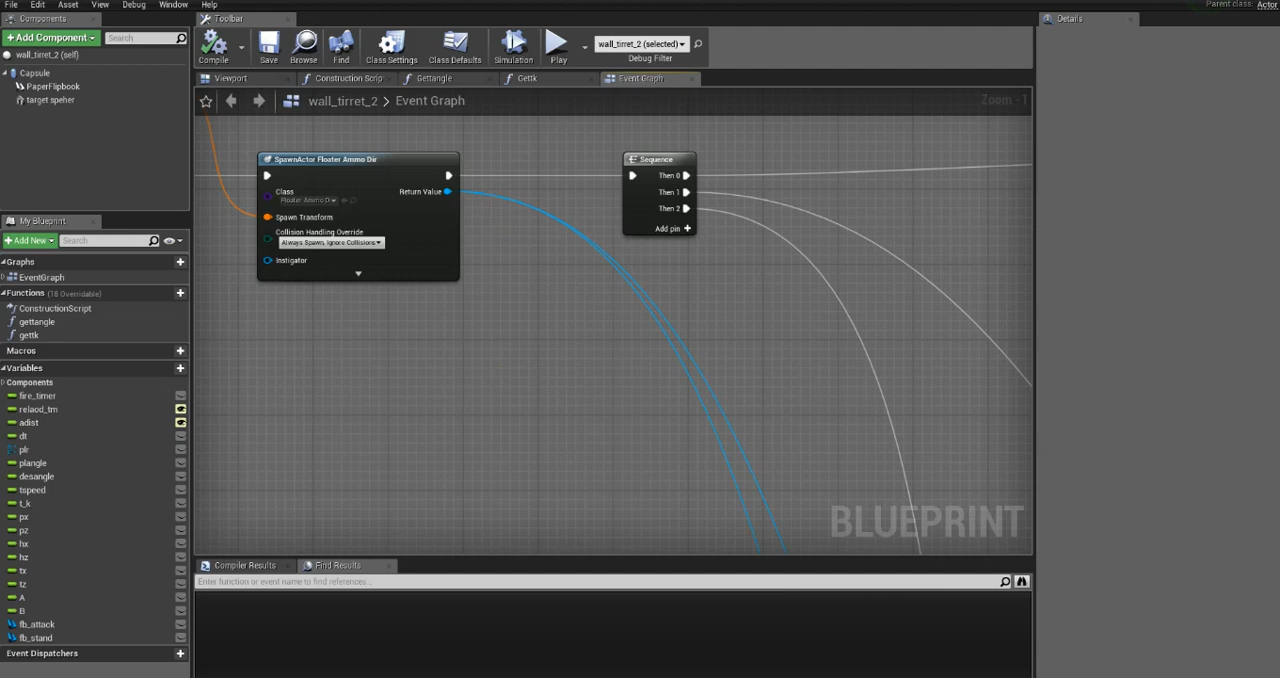 File Edit Asset View Debug Window Help
Parent class: Actor
Components
Toolbar
Details
Add Component
Search
Compile
Save
Browse
Find
Class Settings
Class Defaults
Simulation
Play
wall_tirret_2 (selected)
Debug Filter
wall_tirret_2 (self)
Capsule
PaperFlipbook
target speher
Viewport
Construction Scrip
Gettangle
Gettk
Event Graph
wall_tirret_2 > Event Graph
Zoom -1
SpawnActor Floater Ammo Dir
Class
Floater Ammo D
Return Value
Spawn Transform
Collision Handling Override
Always Spawn, Ignore Collisions
Instigator
Sequence
Then 0
Then 1
Then 2
Add pin +
BLUEPRINT
My Blueprint
+Add New
Search
Graphs
EventGraph
Functions (18 Overridable)
ConstructionScript
gettangle
gettk
Macros
Variables
Components
fire_timer
relaod_tm
adist
dt
plr
plangle
desangle
tspeed
t_k
px
pz
hx
hz
tx
tz
A
B
fb_attack
fb_stand
Event Dispatchers
Compiler Results
Find Results
Enter function or event name to find references...